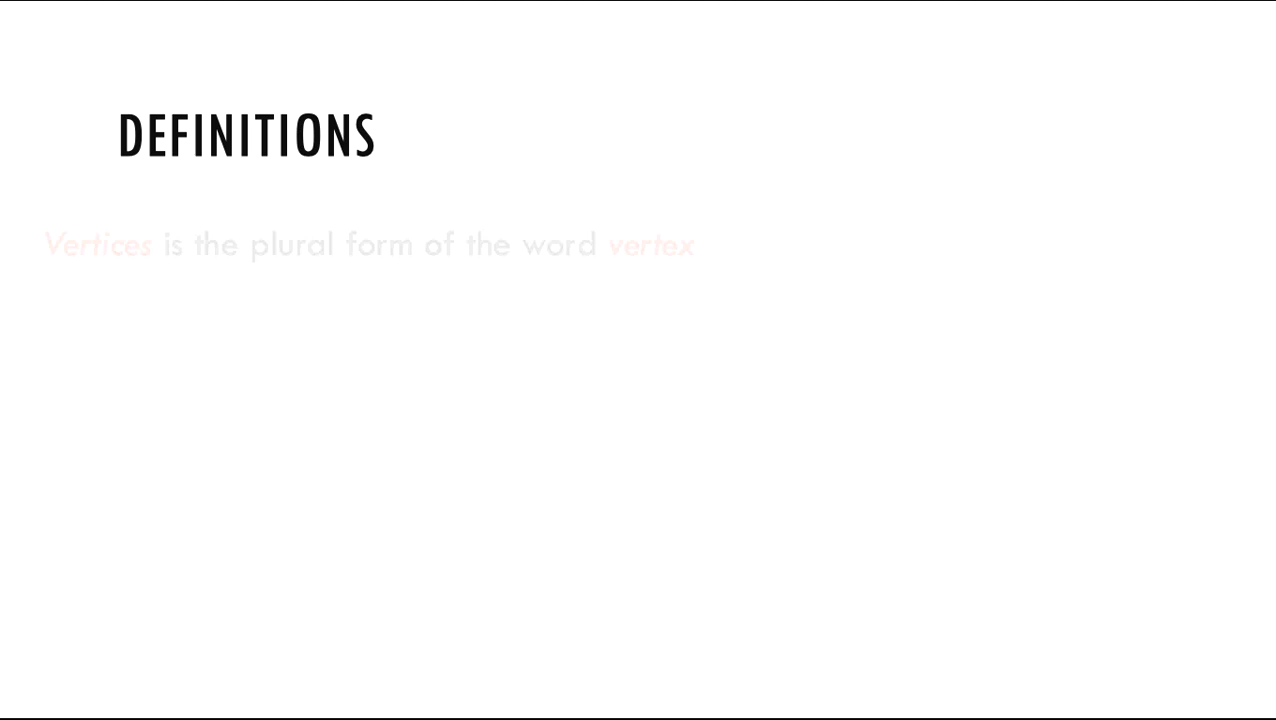 DEFINITIONS
Vertices is the plural form of the word vertex